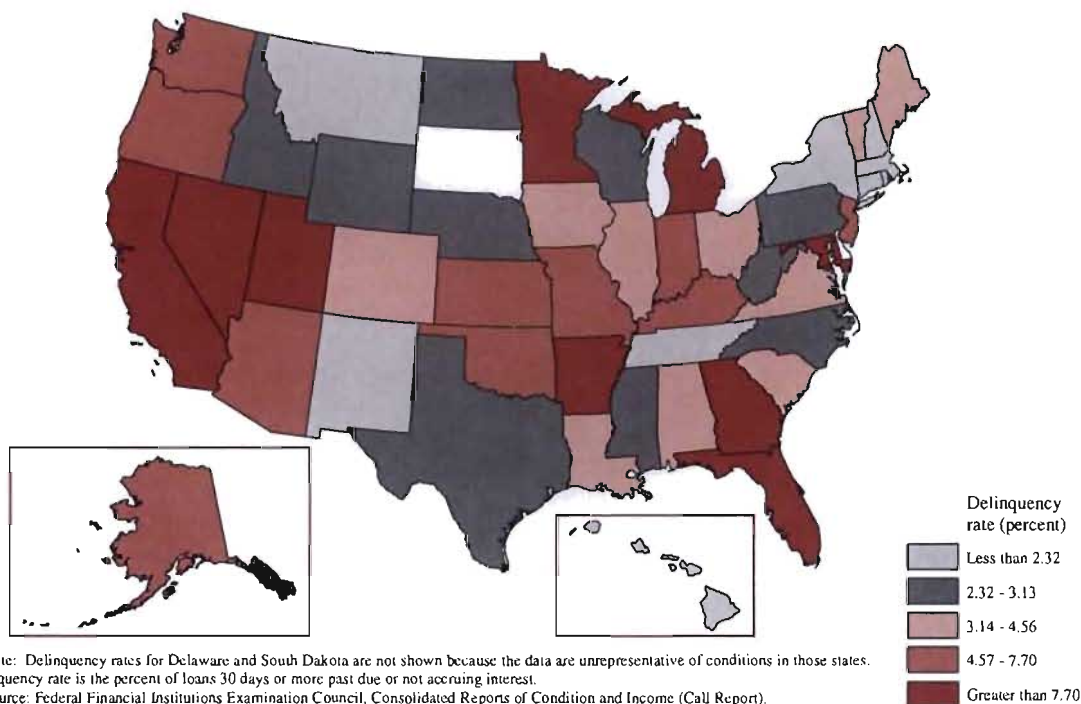 Delinquency
rate (percent)
Less than 2.32
2.32 - 3.13
3.14 - 4.56
4.57 - 7.70
Greater than 7.70
te: Delinquency rates for Delaware and South Dakota are not shown because the data are unrepresentative of conditions in those states.
quency rate is the percent of loans 30 days or more past due or not accruing interest.
urce: Federal Financial Institutions Examination Council, Consolidated Reports of Condition and Income (Call Report).